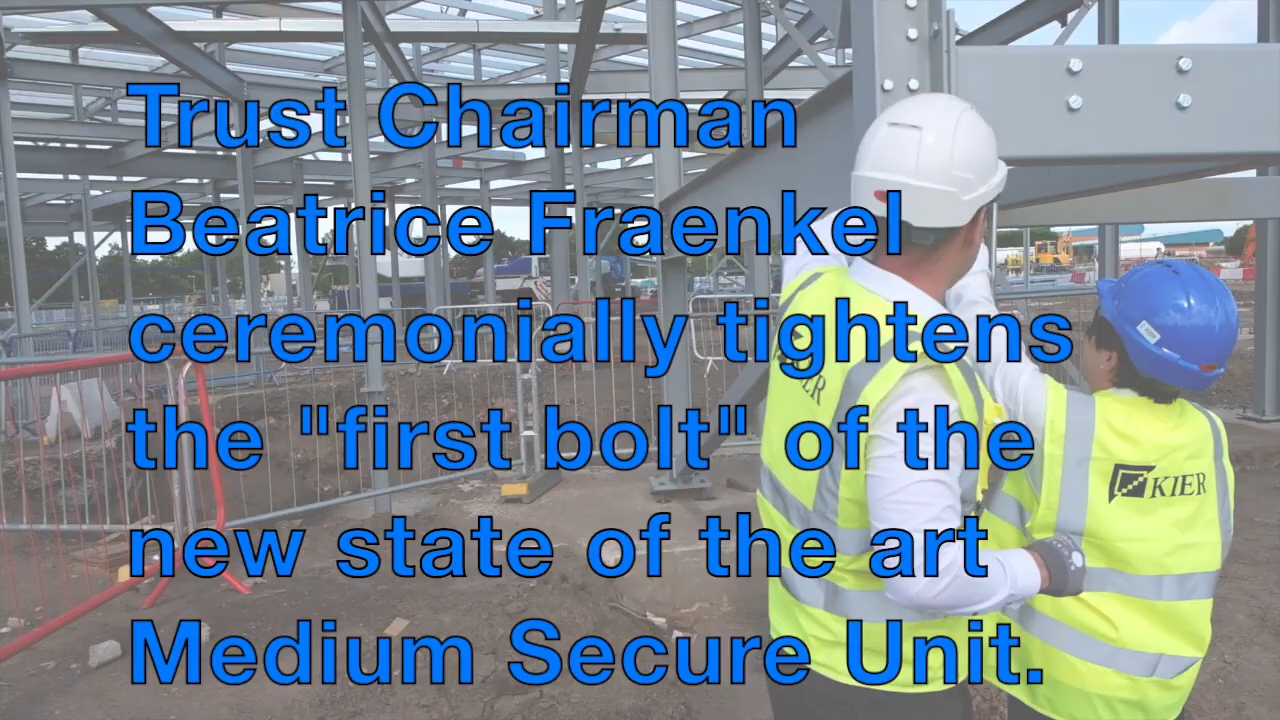 Trust Chairman
Beatrice Fraenkel
ceremonially tightens
the "first bolt" of the
new state of the art
Medium Secure Unit.
KIER